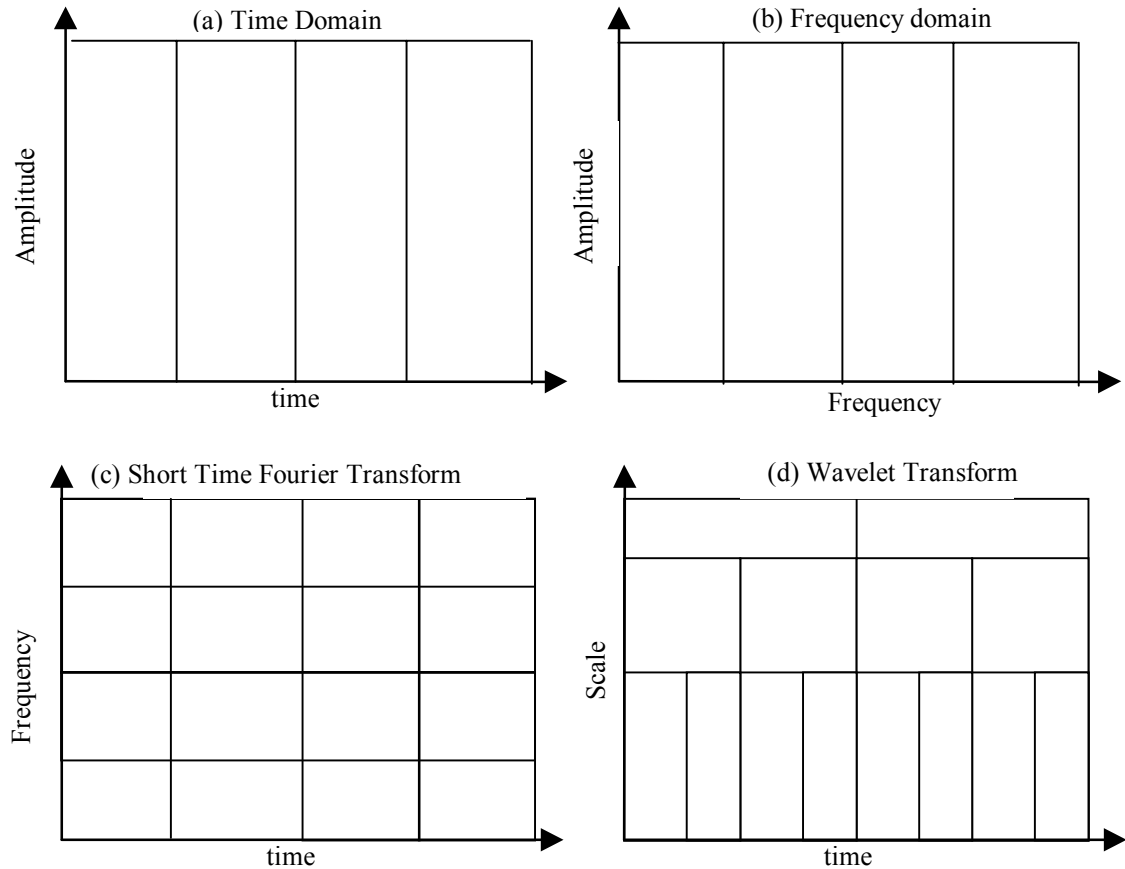 (a) Time Domain
Amplitude
time
(b) Frequency domain
Amplitude
Frequency
(c) Short Time Fourier Transform
Frequency
time
(d) Wavelet Transform
Scale
time